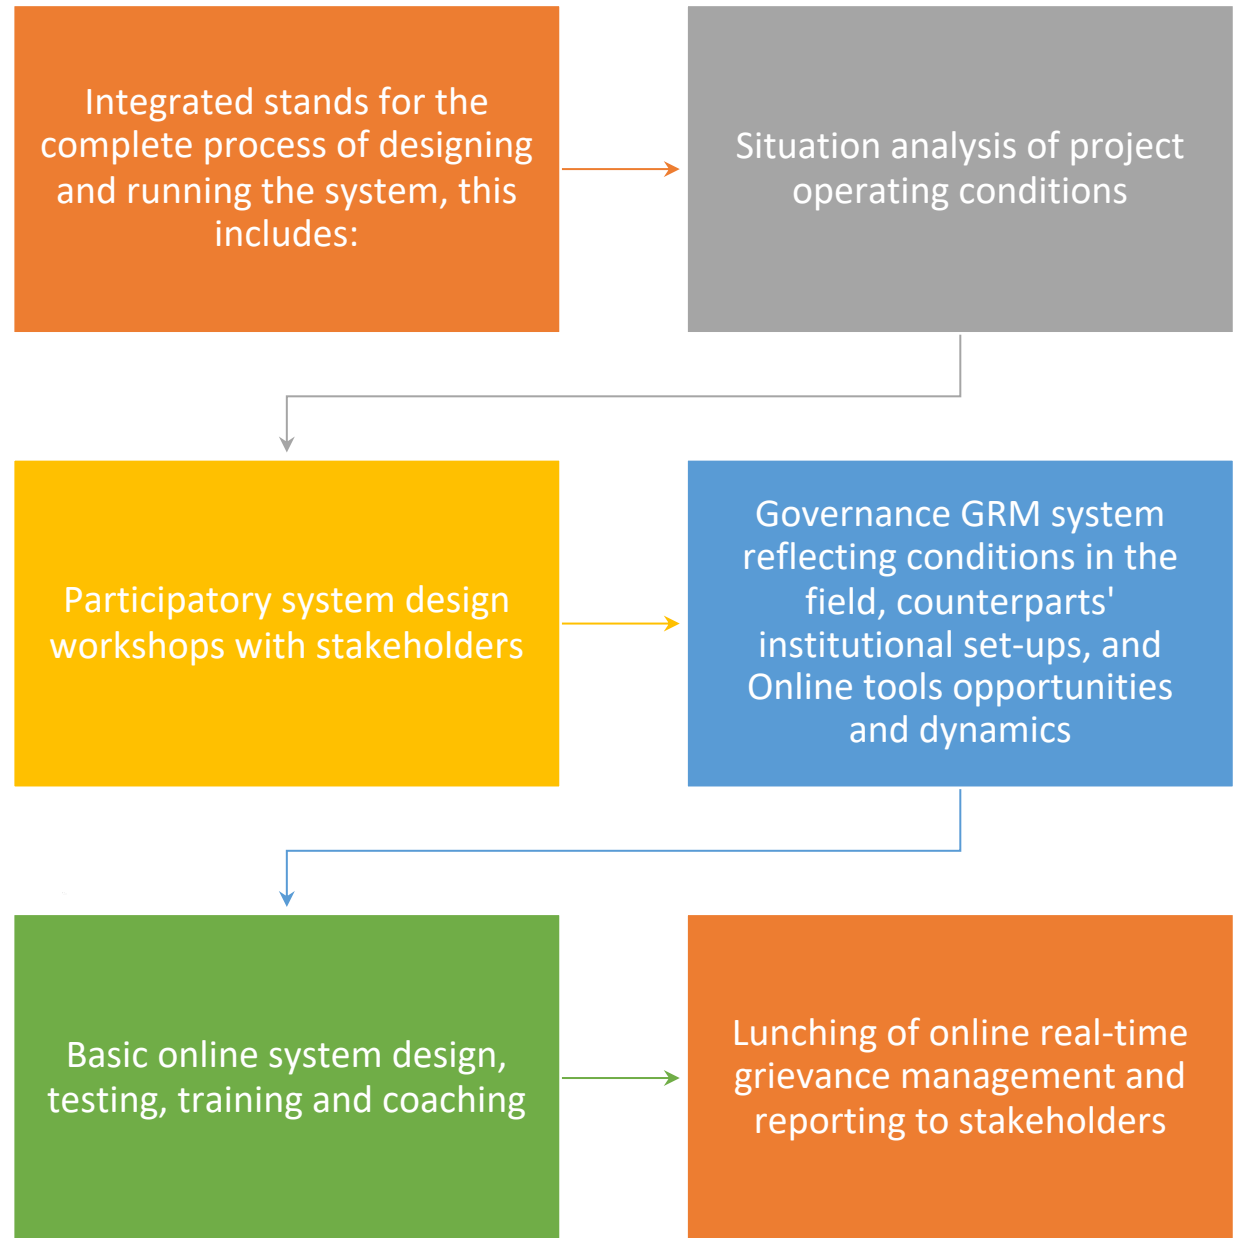 Integrated stands for the
complete process of designing
and running the system, this
includes:
Situation analysis of project
operating conditions
Participatory system design
workshops with stakeholders
Governance GRM system
reflecting conditions in the
field, counterparts'
institutional set-ups, and
Online tools opportunities
and dynamics
Basic online system design,
testing, training and coaching
Lunching of online real-time
grievance management and
reporting to stakeholders